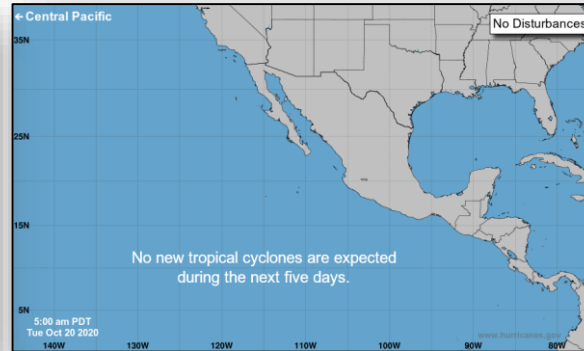 ←Central Pacific
No Disturbances
35N
25N
15N
No new tropical cyclones are expected
during the next five days.
5N
5:00 am PDT
Tue Oct 20 2020
www.hurricanes.gov
140W
130W
120W
110W
100W
90W
80W